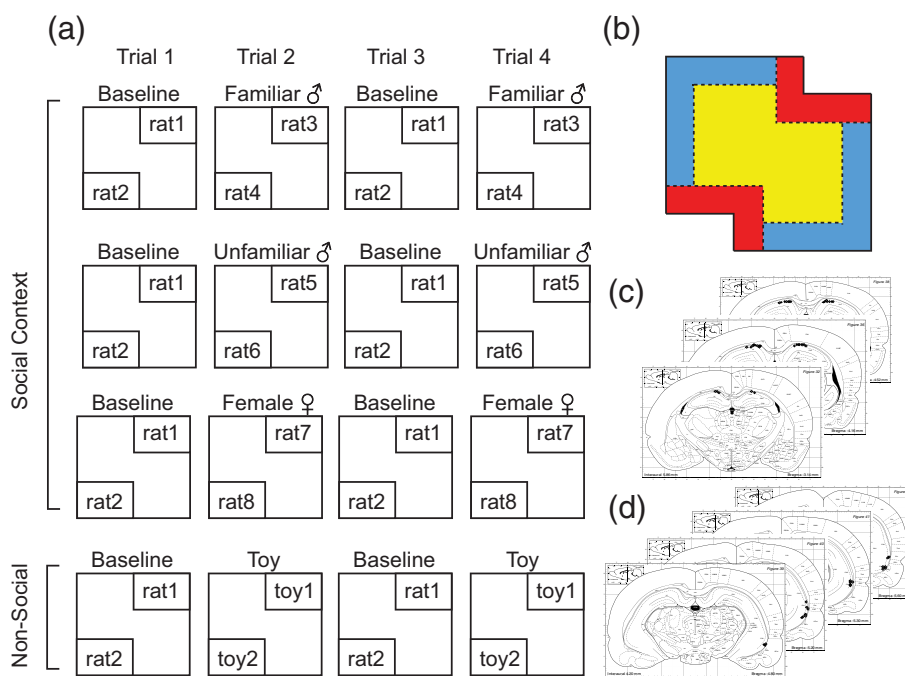 (a)
Trial 1 Trial 2 Trial 3 Trial 4
Social Context
Baseline Familiar ♂ Baseline Familiar ♂
rat1 rat3 rat1 rat3
rat2 rat4 rat2 rat4
Baseline Unfamiliar ♂ Baseline Unfamiliar ♂
rat1 rat5 rat1 rat5
rat2 rat6 rat2 rat6
Baseline Female ♀ Baseline Female ♀
rat1 rat7 rat1 rat7
rat2 rat8 rat2 rat8
Non-Social
Baseline Toy Baseline Toy
rat1 toy1 rat1 toy1
rat2 toy2 rat2 toy2
(b)
(c)
(d)